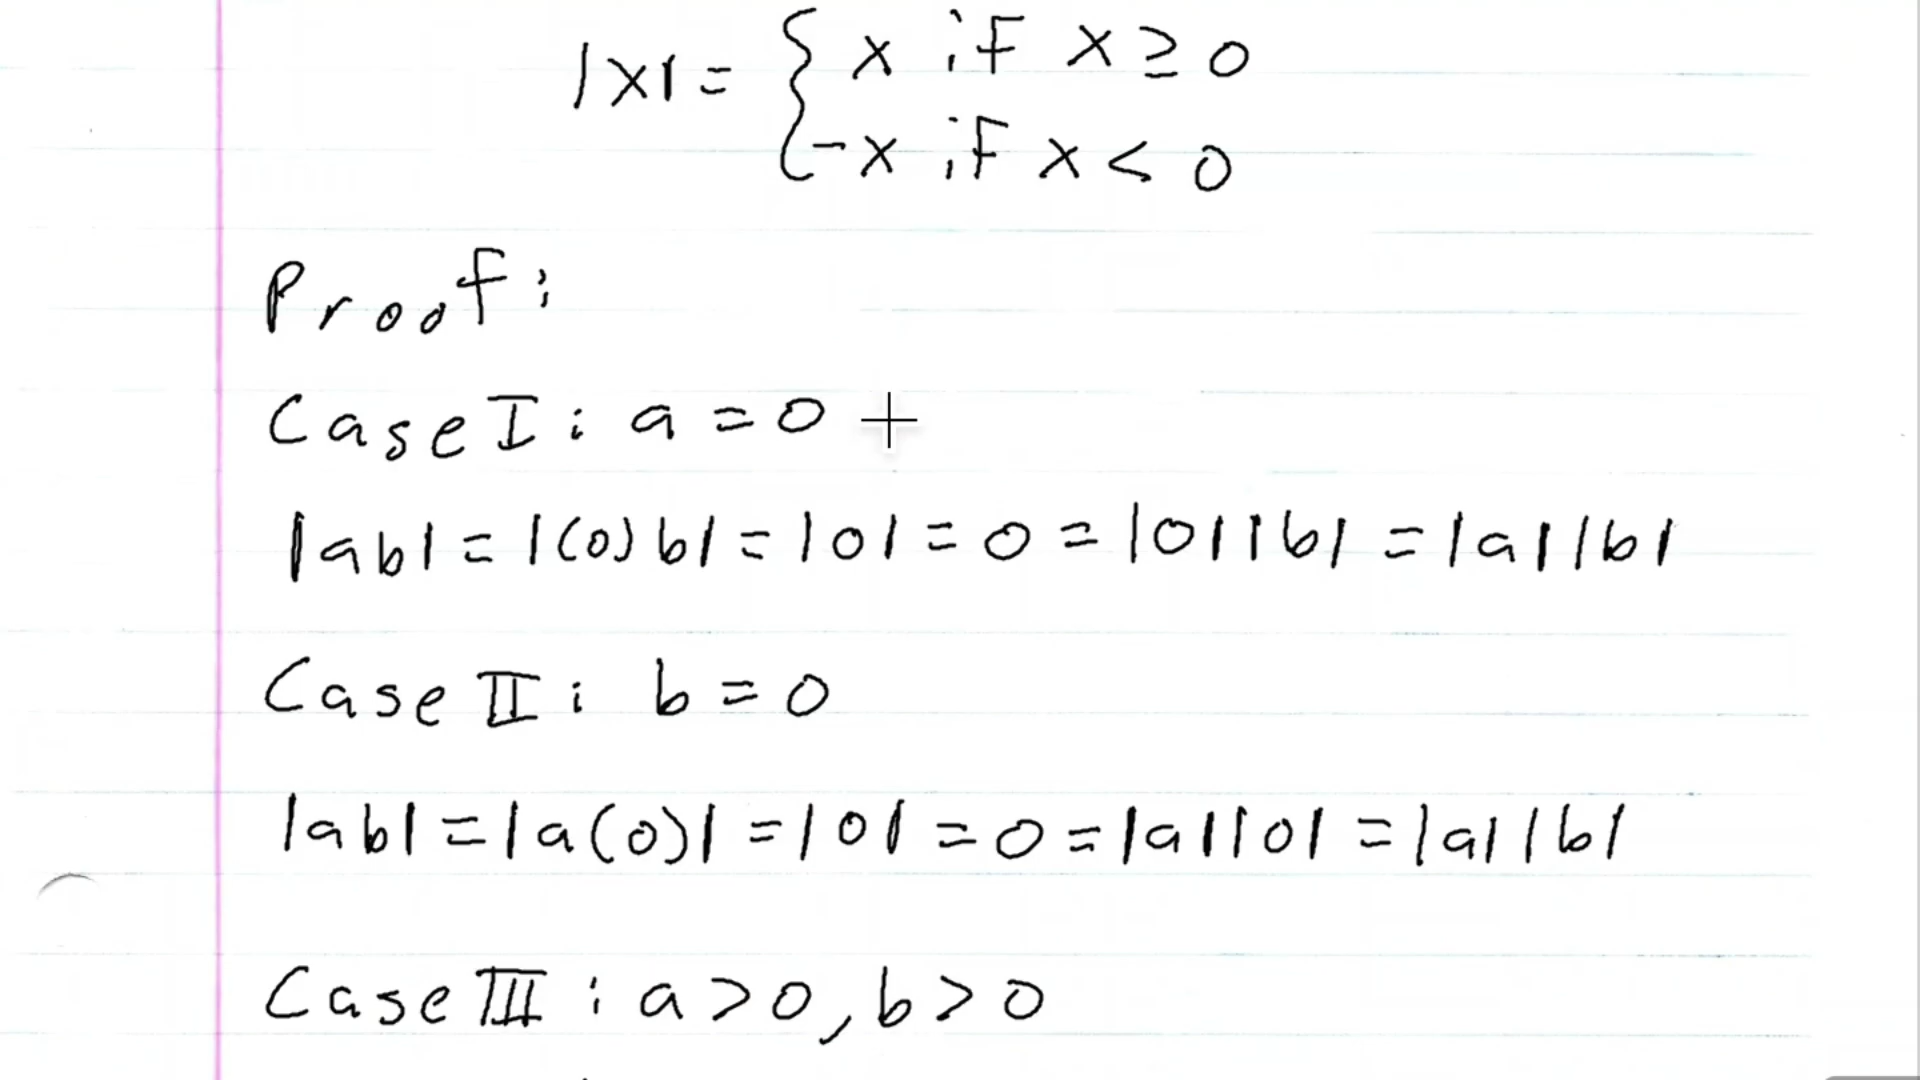 |x| = { x if x ≥ 0
-x if x < 0
Proof:
Case I: a = 0
|ab| = |(0)b| = |0| = 0 = |0||b| = |a||b|
Case II: b = 0
|ab| = |a(0)| = |0| = 0 = |a||0| = |a||b|
Case III: a > 0, b > 0